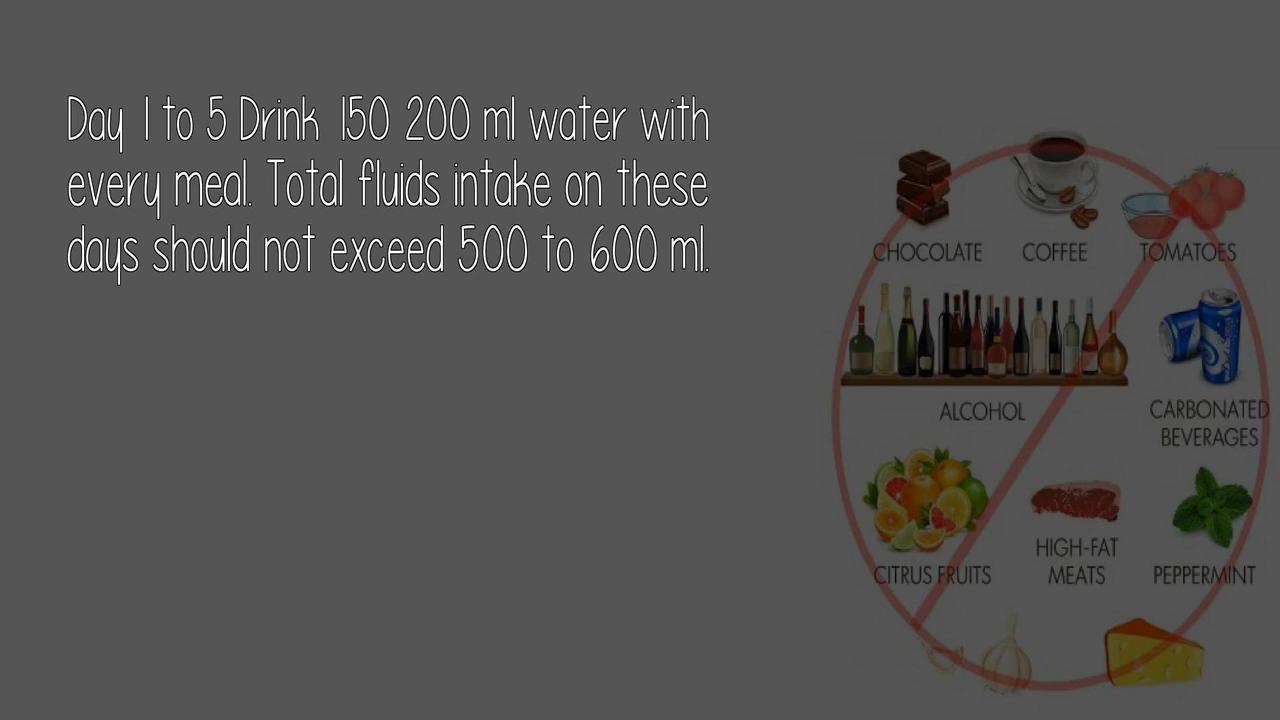 Day 1 to 5 Drink 150 200 ml water with
every meal. Total fluids intake on these
days should not exceed 500 to 600 ml.
CHOCOLATE
COFFEE
TOMATOES
ALCOHOL
CARBONATED
BEVERAGES
CITRUS FRUITS
HIGH-FAT
MEATS
PEPPERMINT